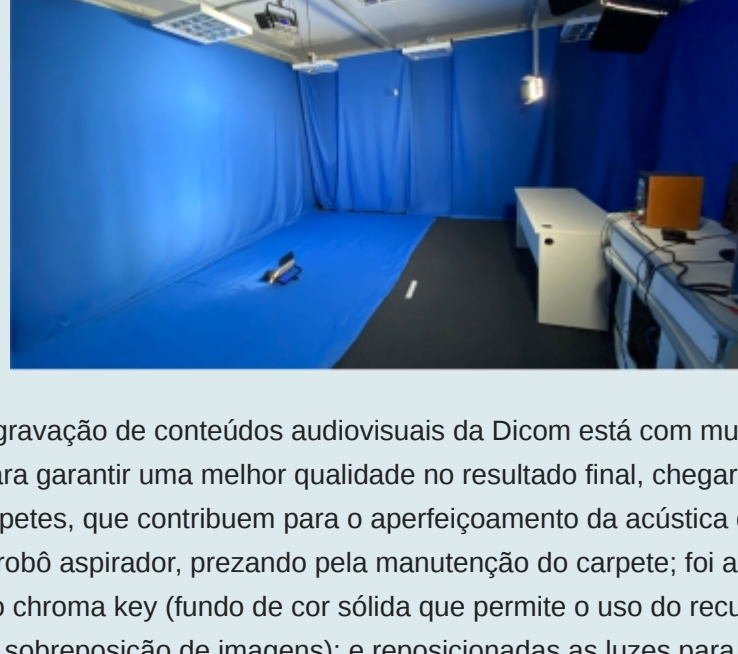 gravação de conteúdos audiovisuais da Dicom está com mu
ara garantir uma melhor qualidade no resultado final, chegar
petes, que contribuem para o aperfeiçoamento da acústica
robô aspirador, prezando pela manutenção do carpete; foi a
o chroma key (fundo de cor sólida que permite o uso do recu
sobreposição de imagens); e reposicionadas as luzes para